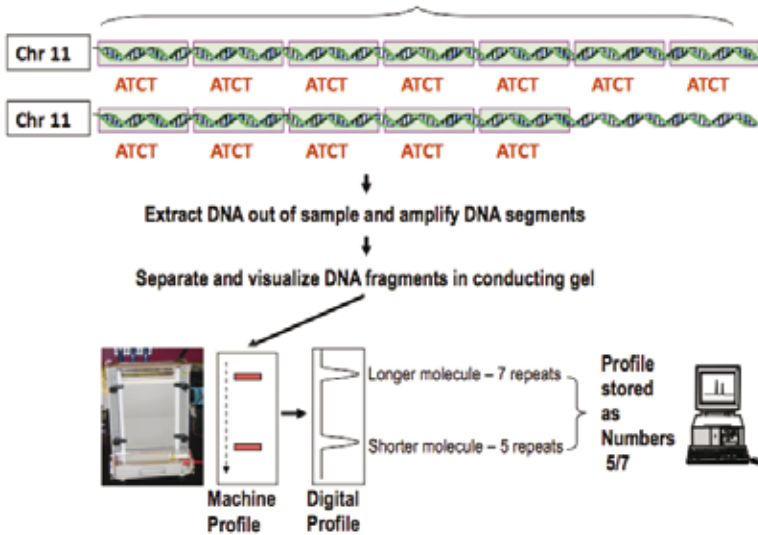 Chr 11
ATCT ATCT ATCT ATCT ATCT ATCT ATCT
Chr 11
ATCT ATCT ATCT ATCT ATCT
Extract DNA out of sample and amplify DNA segments
Separate and visualize DNA fragments in conducting gel
Longer molecule – 7 repeats
Shorter molecule – 5 repeats
Profile
stored
as
Numbers
5/7
Machine
Profile
Digital
Profile